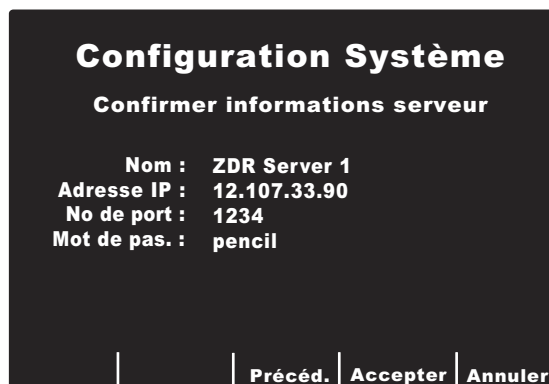 Configuration Système
Confirmer informations serveur
Nom : ZDR Server 1
Adresse IP : 12.107.33.90
No de port : 1234
Mot de pas. : pencil
Précéd. Accepter Annuler